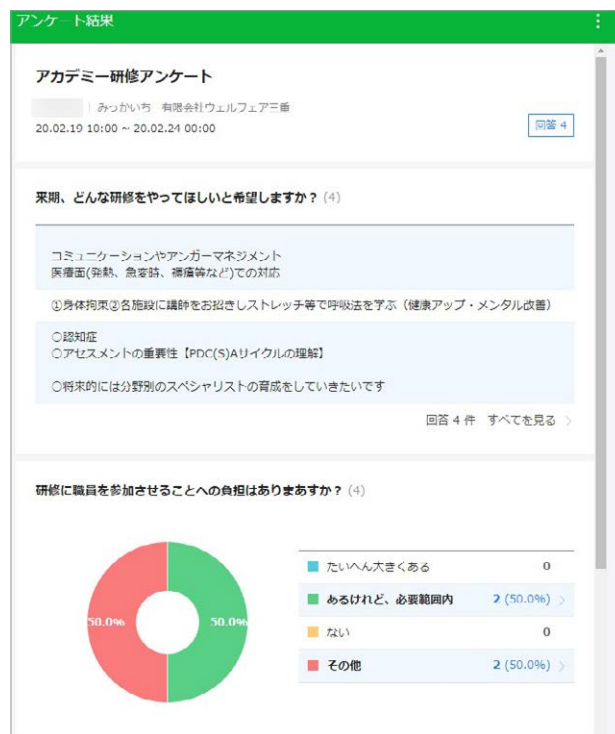 アンケート結果
アカデミー研修アンケート
みっかいち 有限会社ウェルフェア三重
20.02.19 10:00 ~ 20.02.24 00:00
回答 4
来期、どんな研修をやってほしいと希望しますか？ (4)
コミュニケーションやアンガーマネジメント
医療面(発熱、急変時、褥瘡等など)での対応
①身体拘束②各施設に講師をお招きしストレッチ等で呼吸法を学ぶ（健康アップ・メンタル改善）
〇認知症
〇アセスメントの重要性【PDC(S)Aリイクルの理解】
〇将来的には分野別のスペシャリストの育成をしていきたいです
回答 4 件 すべてを見る
研修に職員を参加させることへの負担はありまあすか？ (4)
50.0% 50.0%
たいへん大きくある 0
あるけれど、必要範囲内 2 (50.0%)
ない 0
その他 2 (50.0%)